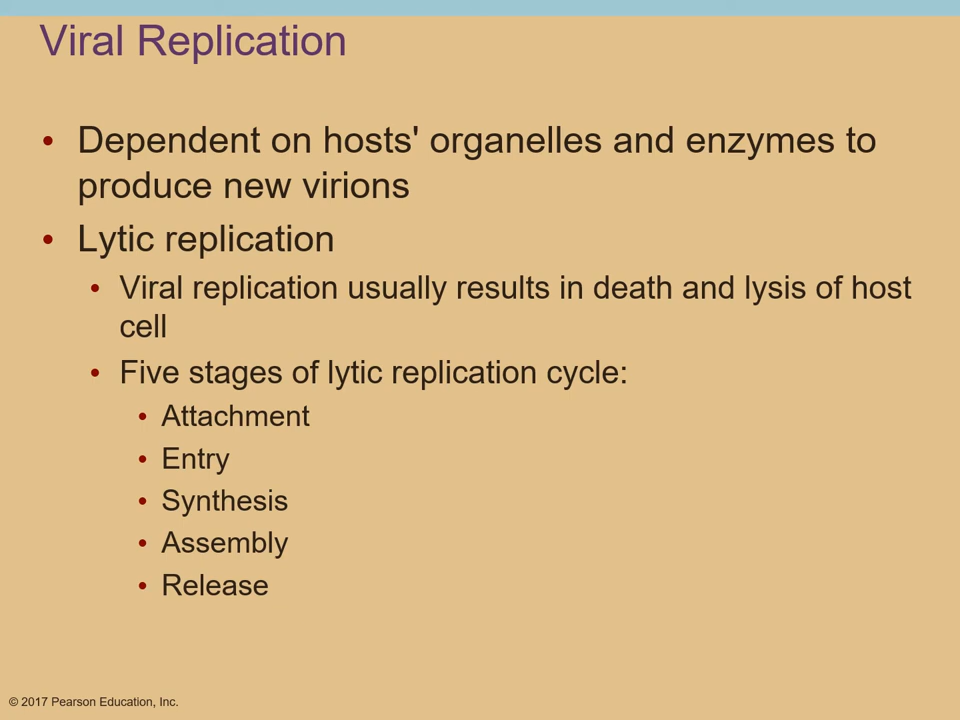 Viral Replication
• Dependent on hosts' organelles and enzymes to
produce new virions
• Lytic replication
• Viral replication usually results in death and lysis of host
cell
• Five stages of lytic replication cycle:
• Attachment
• Entry
• Synthesis
• Assembly
• Release
© 2017 Pearson Education, Inc.